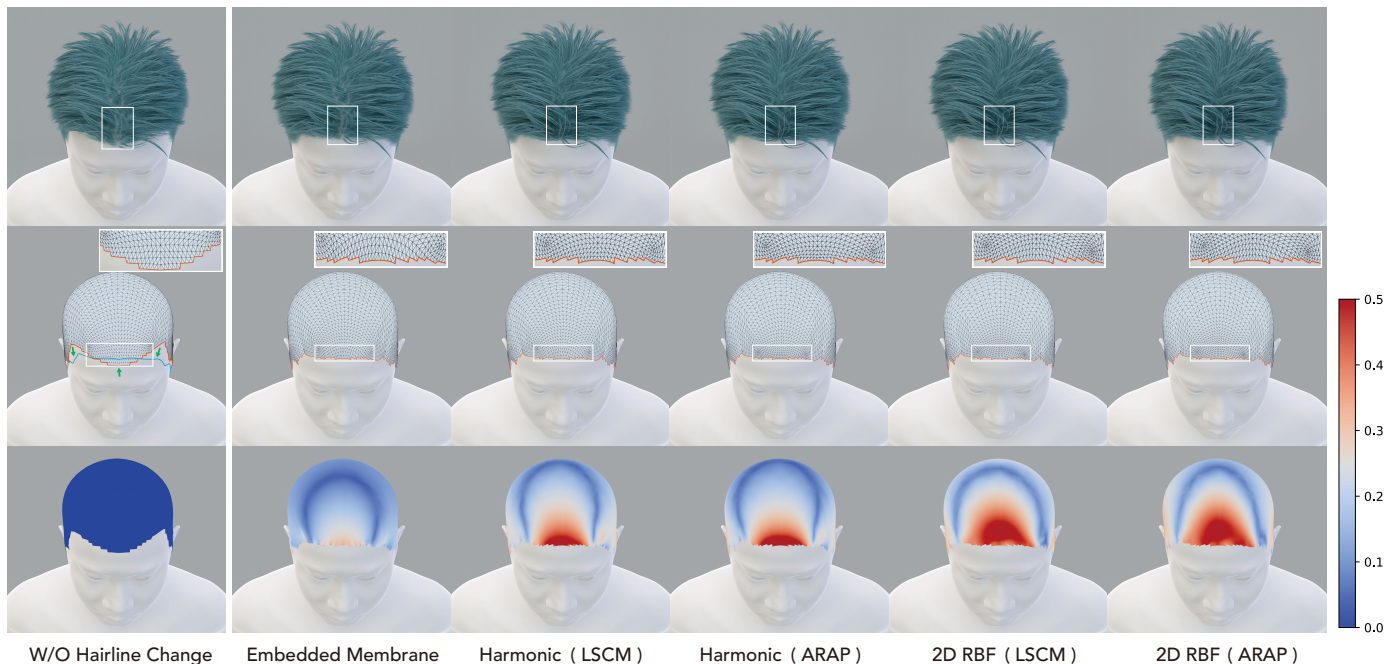 0.5
0.4
0.3
0.2
0.1
0.0
W/O Hairline Change
Embedded Membrane
Harmonic ( LSCM )
Harmonic ( ARAP )
2D RBF ( LSCM )
2D RBF ( ARAP )